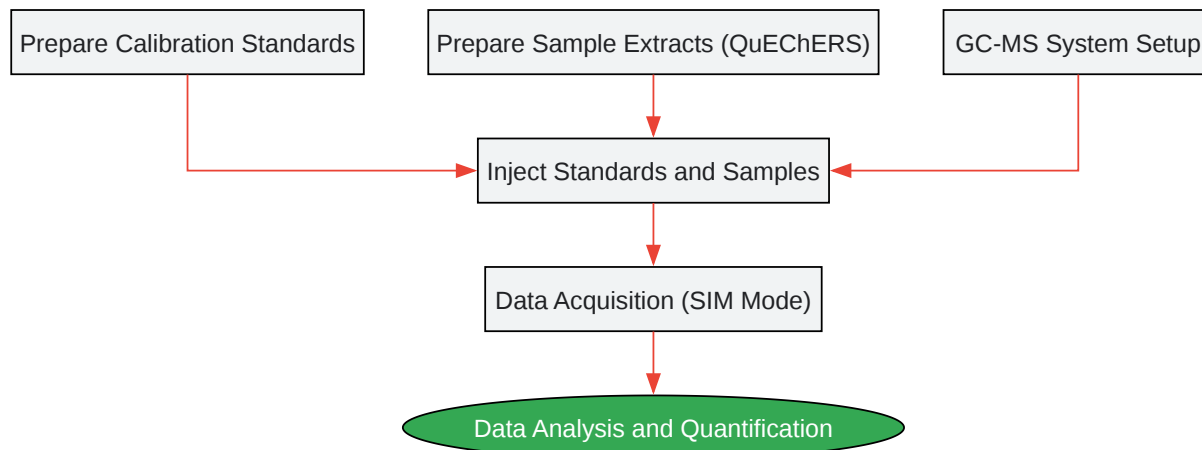 Prepare Calibration Standards
Prepare Sample Extracts (QuEChERS)
GC-MS System Setup
Inject Standards and Samples
Data Acquisition (SIM Mode)
Data Analysis and Quantification